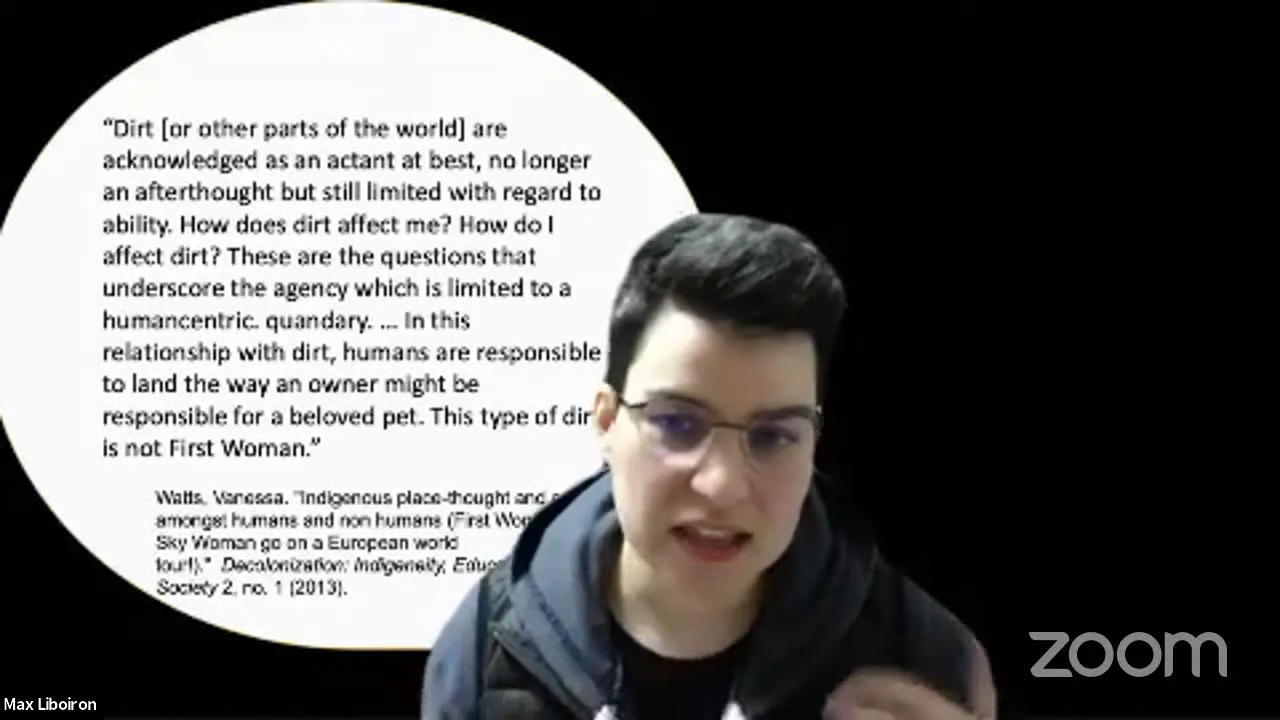 “Dirt [or other parts of the world] are
acknowledged as an actant at best, no longer
an afterthought but still limited with regard to
ability. How does dirt affect me? How do I
affect dirt? These are the questions that
underscore the agency which is limited to a
humancentric. quandary. ... In this
relationship with dirt, humans are responsible
to land the way an owner might be
responsible for a beloved pet. This type of
is not First Woman.”
Watts, Vanessa. "Indigenous place-thought and
amongst humans and non humans (First
Sky Woman go on a European world
tour!)." Decolonization: Indigeneity,
Society 2, no. 1 (2013).
zoom
Max Liboiron